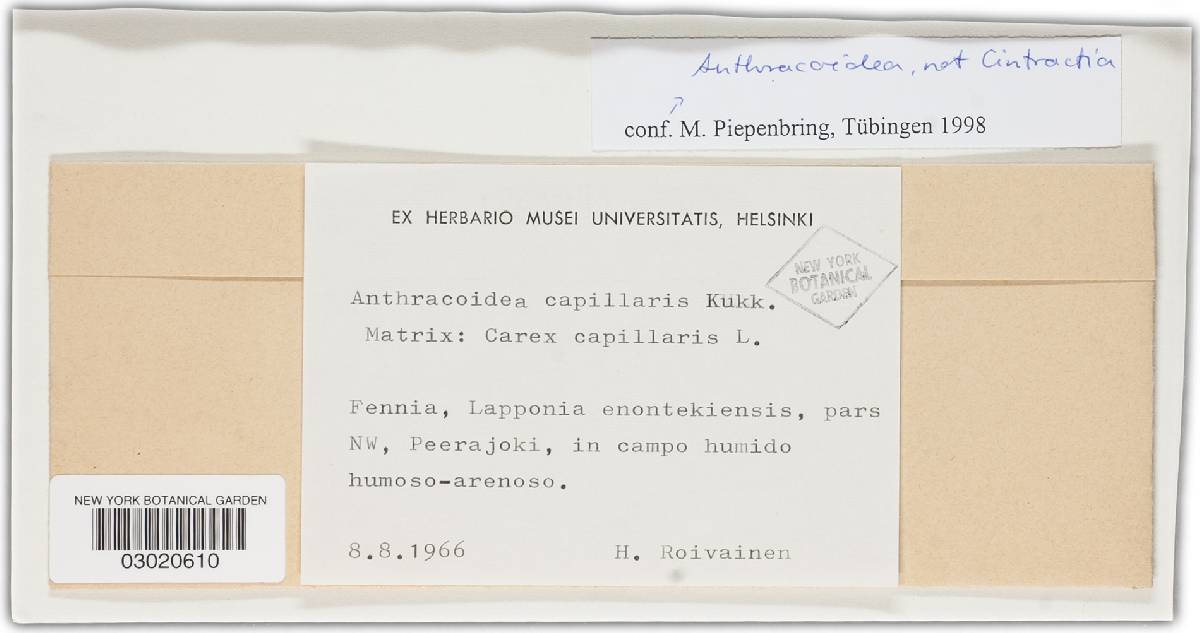 Anthracoidea, not Cintractia
conf. M. Piepenbring, Tübingen 1998
EX HERBARIO MUSEI UNIVERSITATIS, HELSINKI
NEW YORK
BOTANICAL
GARDEN
Anthracoidea capillaris Kukk.
Matrix: Carex capillaris L.
Fennia, Lapponia enontekiensis, pars
NW, Peerajoki, in campo humido
humoso-arenoso.
8.8.1966 H. Roivainen
NEW YORK BOTANICAL GARDEN
03020610